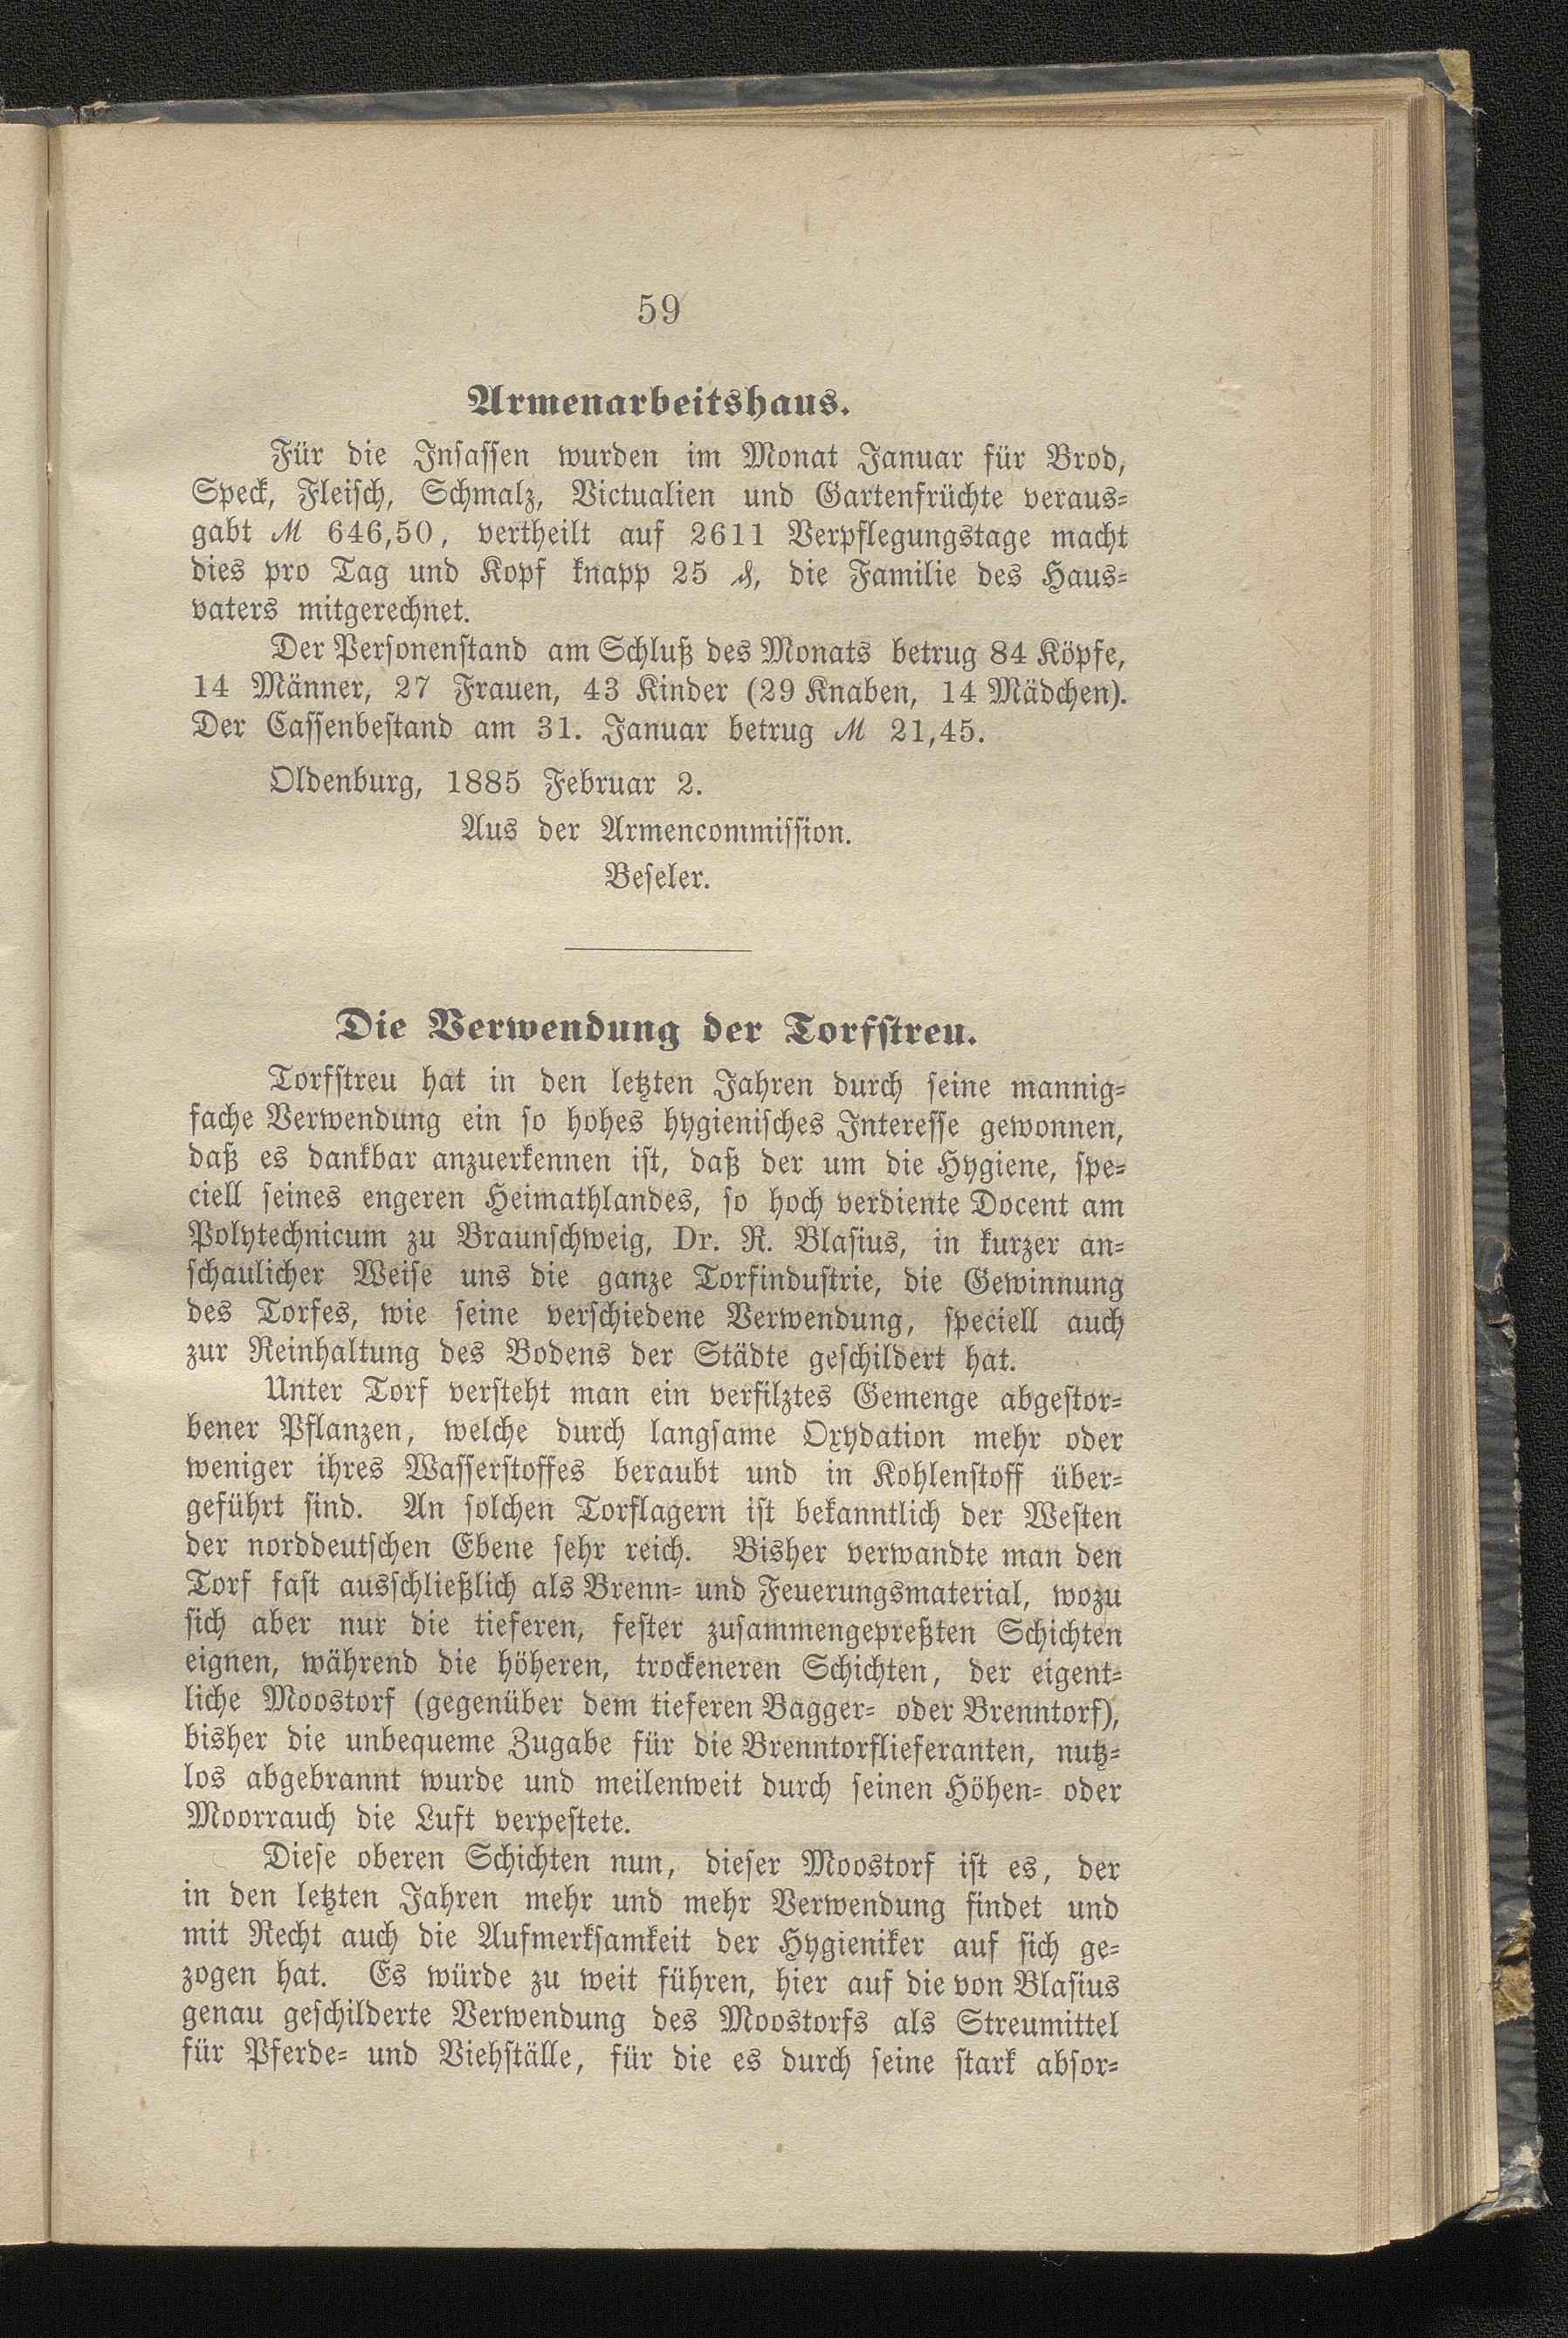 59
Armenarbeitshaus.
Für die Insassen wurden im Monat Januar für Brod,
Speck, Fleisch, Schmalz, Victualien und Gartenfrüchte veraus-
gabt ℳ 646,50, vertheilt auf 2611 Verpflegungstage macht
dies pro Tag und Kopf knapp 25 ₰, die Familie des Haus-
vaters mitgerechnet.
Der Personenstand am Schluß des Monats betrug 84 Köpfe,
14 Männer, 27 Frauen, 43 Kinder (29 Knaben, 14 Mädchen).
Der Cassenbestand am 31. Januar betrug ℳ 21,45.
Oldenburg, 1885 Februar 2.
Aus der Armencommission.
Beseler.
Die Verwendung der Torfstreu.
Torfstreu hat in den letzten Jahren durch seine mannig-
fache Verwendung ein so hohes hygienisches Interesse gewonnen,
daß es dankbar anzuerkennen ist, daß der um die Hygiene, spe-
ciell seines engeren Heimathlandes, so hoch verdiente Docent am
Polytechnicum zu Braunschweig, Dr. R. Blasius, in kurzer an-
schaulicher Weise uns die ganze Torfindustrie, die Gewinnung
des Torfes, wie seine verschiedene Verwendung, speciell auch
zur Reinhaltung des Bodens der Städte geschildert hat.
Unter Torf versteht man ein verfilztes Gemenge abgestor-
bener Pflanzen, welche durch langsame Oxydation mehr oder
weniger ihres Wasserstoffes beraubt und in Kohlenstoff über-
geführt sind. An solchen Torflagern ist bekanntlich der Westen
der norddeutschen Ebene sehr reich. Bisher verwandte man den
Torf fast ausschließlich als Brenn- und Feuerungsmaterial, wozu
sich aber nur die tieferen, fester zusammengepreßten Schichten
eignen, während die höheren, trockeneren Schichten, der eigent-
liche Moostorf (gegenüber dem tieferen Bagger- oder Brenntorf),
bisher die unbequeme Zugabe für die Brenntorflieferanten, nutz-
los abgebrannt wurde und meilenweit durch seinen Höhen- oder
Moorrauch die Luft verpestete.
Diese oberen Schichten nun, dieser Moostorf ist es, der
in den letzten Jahren mehr und mehr Verwendung findet und
mit Recht auch die Aufmerksamkeit der Hygieniker auf sich ge-
zogen hat. Es würde zu weit führen, hier auf die von Blasius
genau geschilderte Verwendung des Moostorfs als Streumittel
für Pferde- und Viehställe, für die es durch seine stark absor-